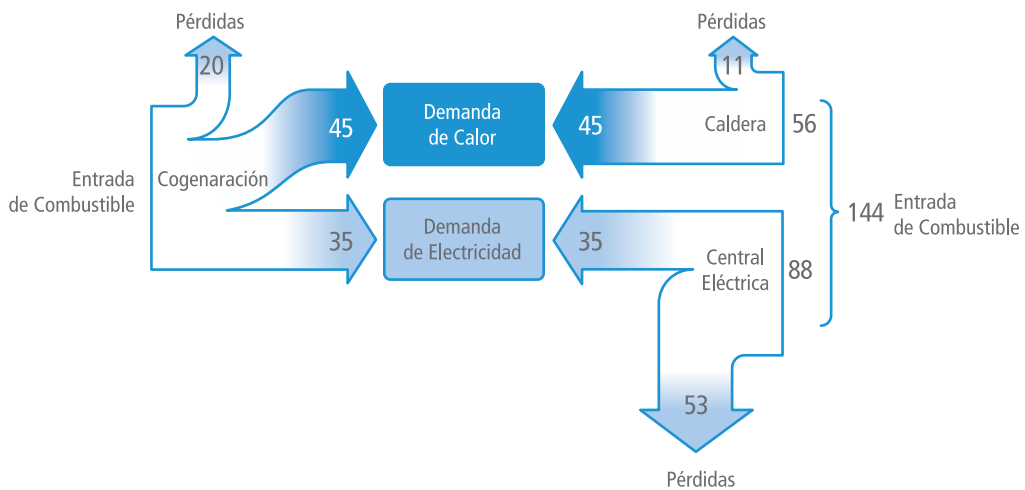 Pérdidas
20
Entrada
de Combustible
Cogenaración
45
35
Demanda
de Calor
Demanda
de Electricidad
Pérdidas
11
45
Caldera
56
35
Central
Eléctrica
88
53
Pérdidas
144
Entrada
de Combustible